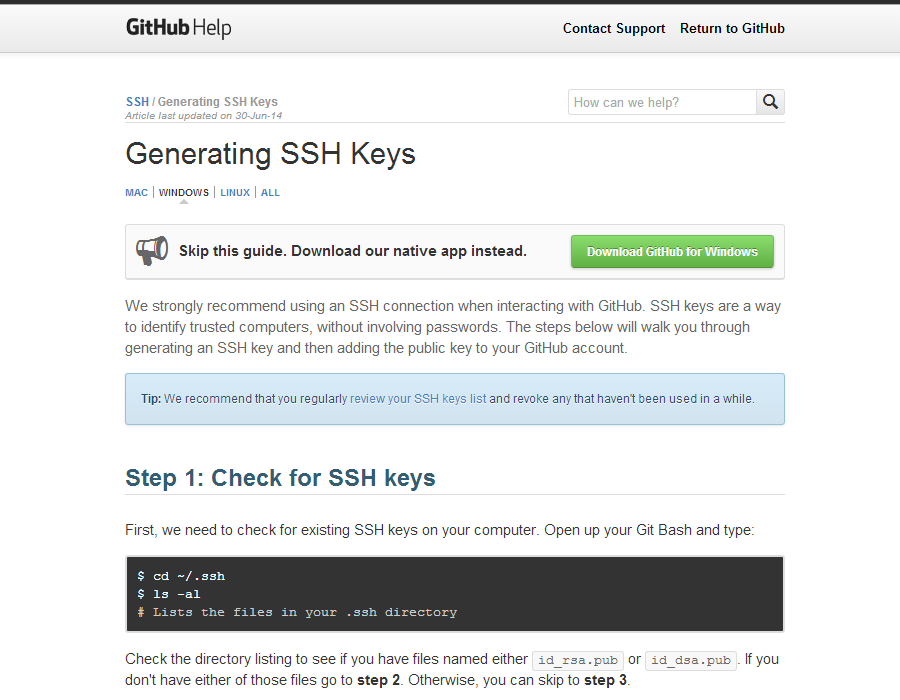 GitHub Help
Contact Support Return to GitHub
SSH / Generating SSH Keys
How can we help?
Article last updated on 30-Jun-14
Generating SSH Keys
MAC | WINDOWS | LINUX | ALL
Skip this guide. Download our native app instead.
Download GitHub for Windows
We strongly recommend using an SSH connection when interacting with GitHub. SSH keys are a way
to identify trusted computers, without involving passwords. The steps below will walk you through
generating an SSH key and then adding the public key to your GitHub account.
Tip: We recommend that you regularly review your SSH keys list and revoke any that haven't been used in a while.
Step 1: Check for SSH keys
First, we need to check for existing SSH keys on your computer. Open up your Git Bash and type:
$ cd ~/.ssh
$ ls -al
# Lists the files in your .ssh directory
Check the directory listing to see if you have files named either id_rsa.pub or id_dsa.pub. If you
don't have either of those files go to step 2. Otherwise, you can skip to step 3.